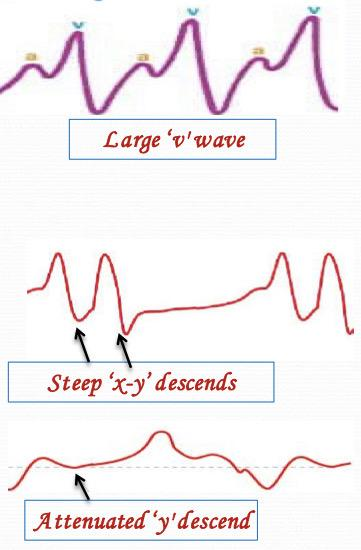 v
v
v
a
a
a
Large ‘v' wave
Steep ‘x-y’ descends
Attenuated ‘y' descend